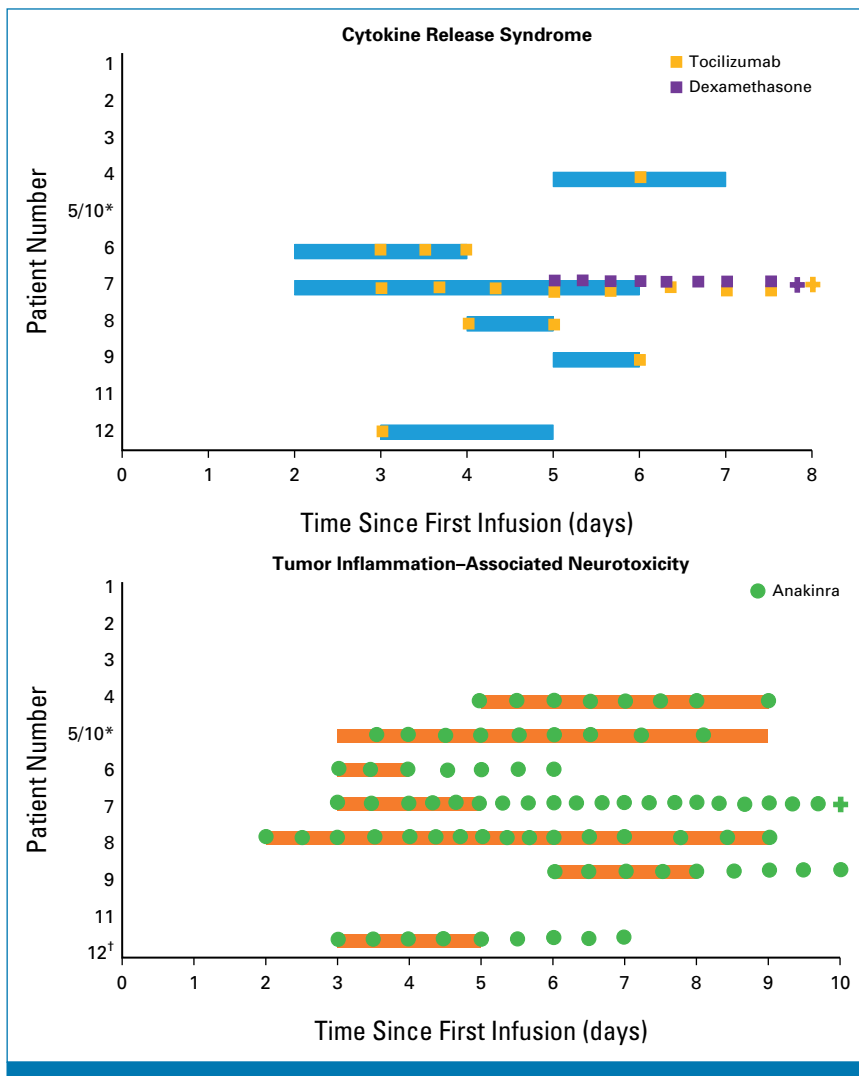 Cytokine Release Syndrome
Tocilizumab
Dexamethasone
Patient Number
1
2
3
4
5/10*
6
7
8
9
11
12
0 1 2 3 4 5 6 7 8
Time Since First Infusion (days)
Tumor Inflammation–Associated Neurotoxicity
Anakinra
Patient Number
1
2
3
4
5/10*
6
7
8
9
11
12†
0 1 2 3 4 5 6 7 8 9 10
Time Since First Infusion (days)